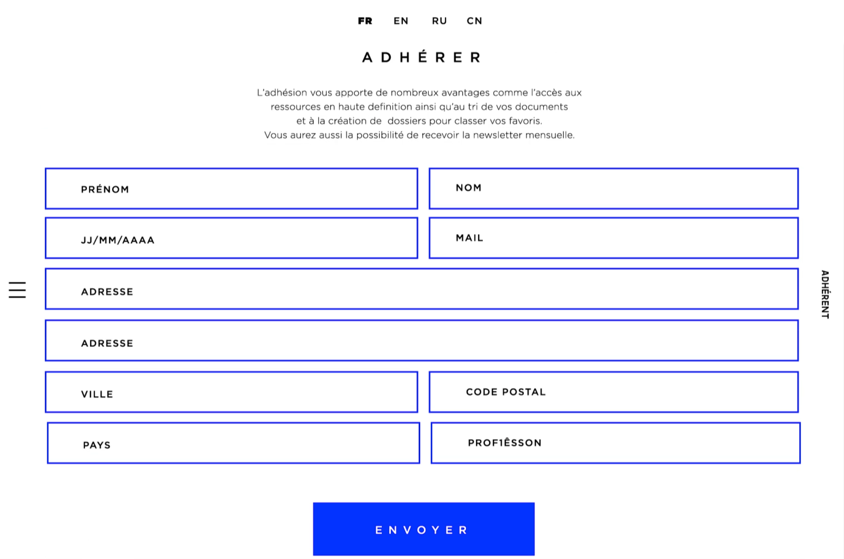 FR EN RU CN
ADHÉRER
L'adhésion vous apporte de nombreux avantages comme l'accès aux
ressources en haute definition ainsi qu'au tri de vos documents
et à la création de dossiers pour classer vos favoris.
Vous aurez aussi la possibilité de recevoir la newsletter mensuelle.
PRÉNOM
NOM
JJ/MM/AAAA
MAIL
ADRESSE
ADHÉRENT
ADRESSE
VILLE
CODE POSTAL
PAYS
PROF1ÊSSON
ENVOYER